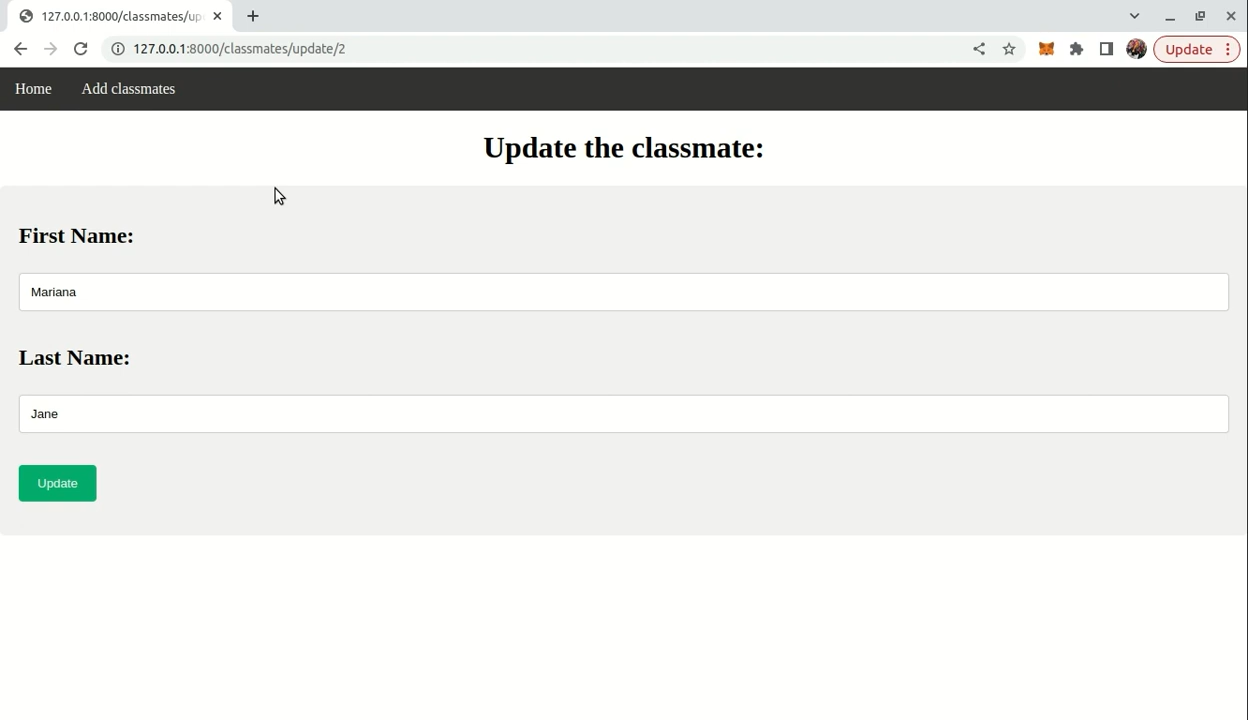 127.0.0.1:8000/classmates/up
127.0.0.1:8000/classmates/update/2
Update
Home
Add classmates
Update the classmate:
First Name:
Mariana
Last Name:
Jane
Update